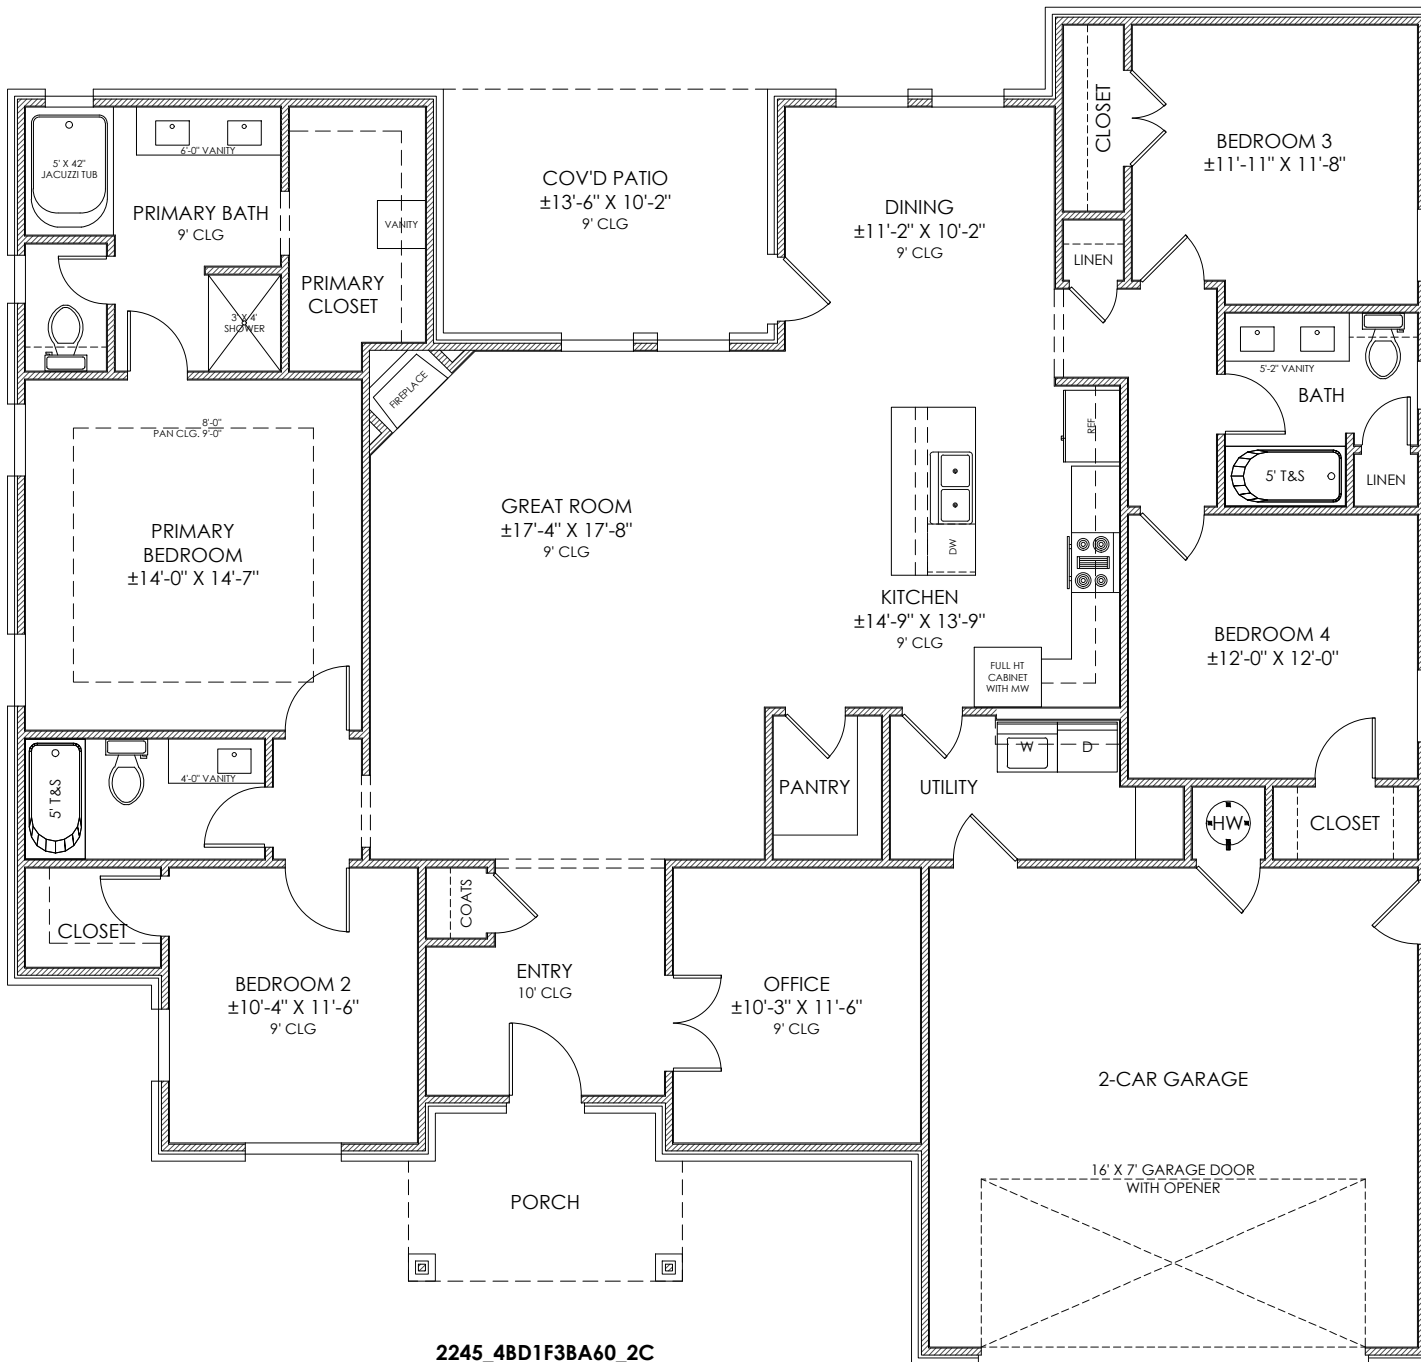 CLOSET
BEDROOM 3
±11'-11" X 11'-8"
5' X 42"
JACUZZI TUB
6'-0" VANITY
PRIMARY BATH
9' CLG
VANITY
PRIMARY
CLOSET
3' X 4'
SHOWER
COV'D PATIO
±13'-6" X 10'-2"
9' CLG
DINING
±11'-2" X 10'-2"
9' CLG
LINEN
FIREPLACE
5'-2" VANITY
BATH
REF
5' T&S
LINEN
8'-0"
PAN CLG. 9'-0"
PRIMARY
BEDROOM
±14'-0" X 14'-7"
GREAT ROOM
±17'-4" X 17'-8"
9' CLG
DW
KITCHEN
±14'-9" X 13'-9"
9' CLG
FULL HT
CABINET
WITH MW
BEDROOM 4
±12'-0" X 12'-0"
5' T&S
4'-0" VANITY
PANTRY
UTILITY
W
D
HW
CLOSET
CLOSET
COATS
BEDROOM 2
±10'-4" X 11'-6"
9' CLG
ENTRY
10' CLG
OFFICE
±10'-3" X 11'-6"
9' CLG
2-CAR GARAGE
16' X 7' GARAGE DOOR
WITH OPENER
PORCH
2245_4BD1F3BA60_2C